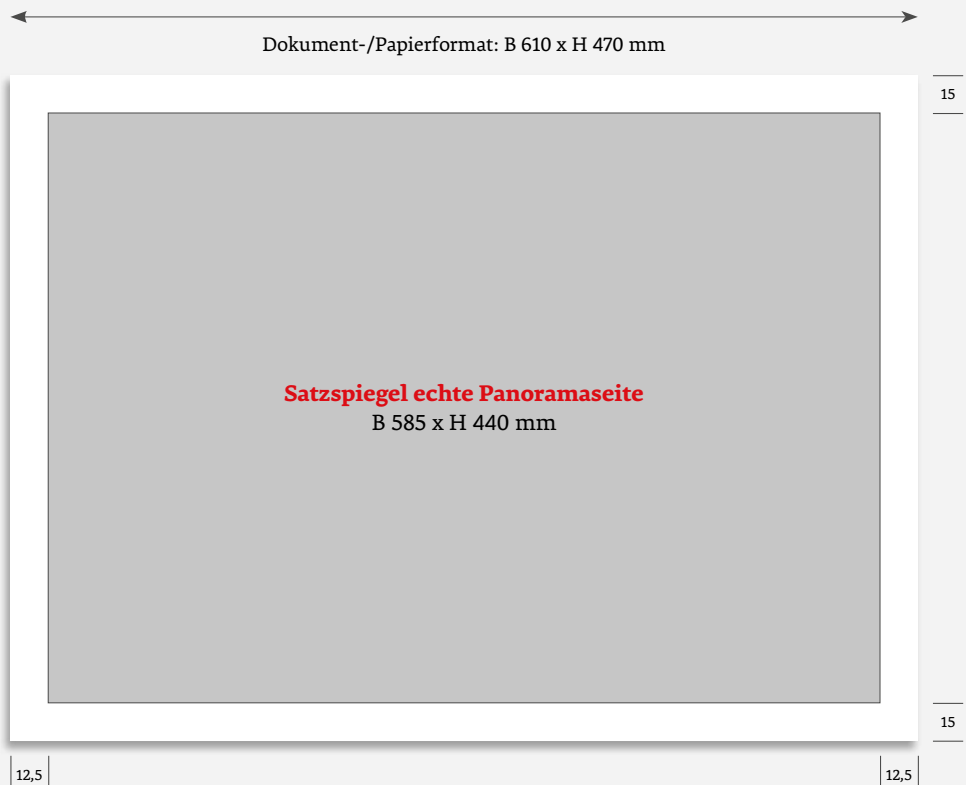 Dokument-/Papierformat: B 610 x H 470 mm
15
Satzspiegel echte Panoramaseite
B 585 x H 440 mm
15
12,5
12,5